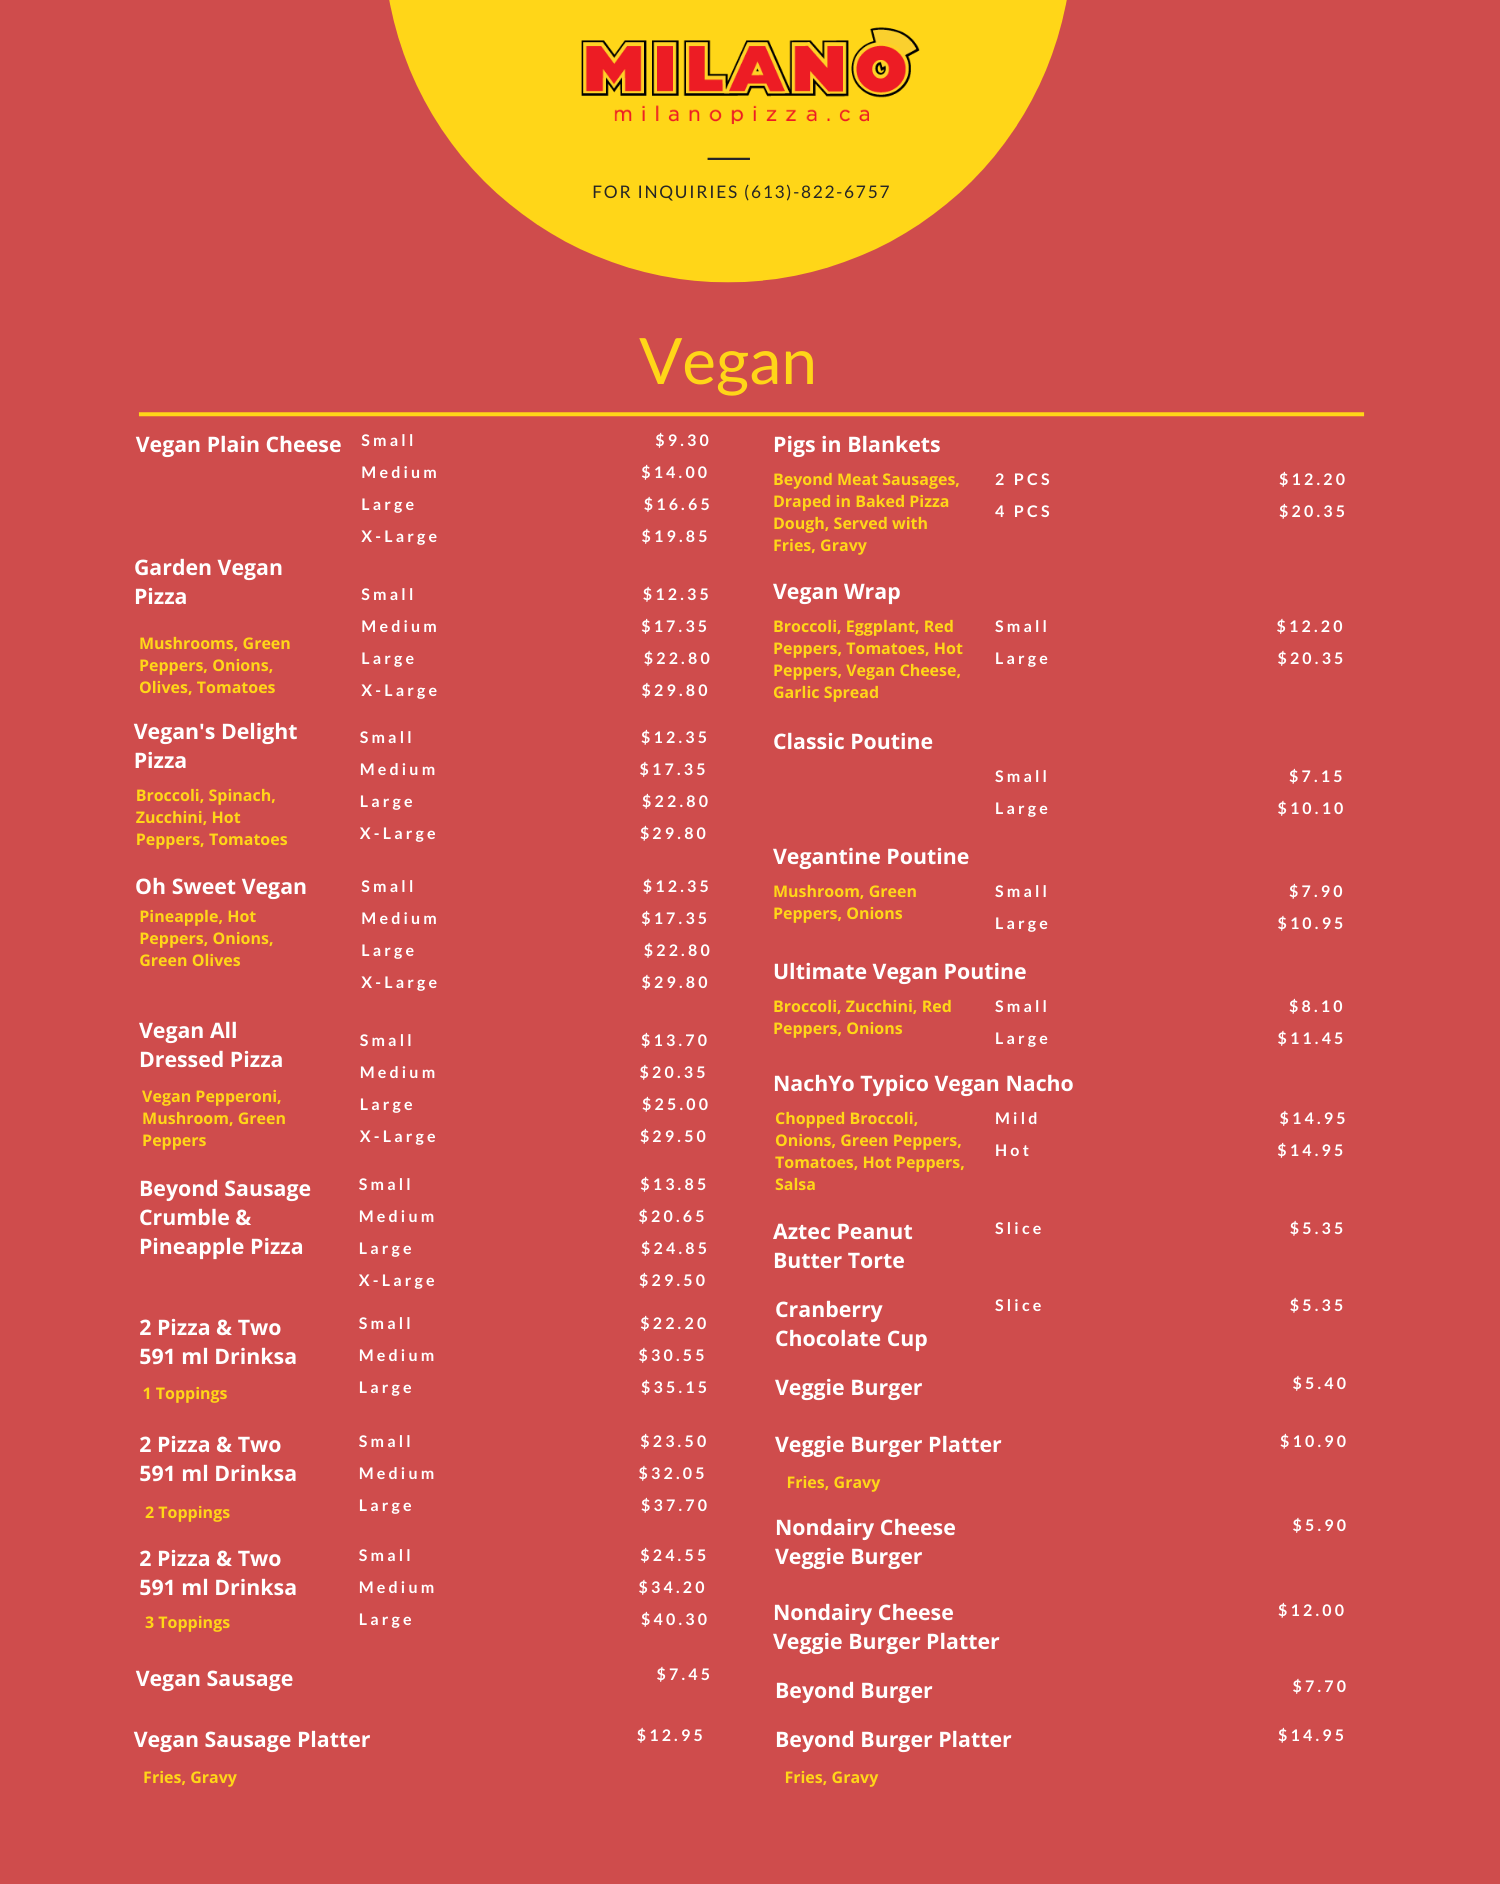 MILANO
milanopizza.ca
FOR INQUIRIES (613)-822-6757
Vegan
Vegan Plain Cheese
Small $9.30
Medium $14.00
Large $16.65
X-Large $19.85
Garden Vegan
Pizza
Mushrooms, Green
Peppers, Onions,
Olives, Tomatoes
Small $12.35
Medium $17.35
Large $22.80
X-Large $29.80
Vegan's Delight
Pizza
Broccoli, Spinach,
Zucchini, Hot
Peppers, Tomatoes
Small $12.35
Medium $17.35
Large $22.80
X-Large $29.80
Oh Sweet Vegan
Pineapple, Hot
Peppers, Onions,
Green Olives
Small $12.35
Medium $17.35
Large $22.80
X-Large $29.80
Vegan All
Dressed Pizza
Vegan Pepperoni,
Mushroom, Green
Peppers
Small $13.70
Medium $20.35
Large $25.00
X-Large $29.50
Beyond Sausage
Crumble &
Pineapple Pizza
Small $13.85
Medium $20.65
Large $24.85
X-Large $29.50
2 Pizza & Two
591 ml Drinksa
1 Toppings
Small $22.20
Medium $30.55
Large $35.15
2 Pizza & Two
591 ml Drinksa
2 Toppings
Small $23.50
Medium $32.05
Large $37.70
2 Pizza & Two
591 ml Drinksa
3 Toppings
Small $24.55
Medium $34.20
Large $40.30
Vegan Sausage $7.45
Vegan Sausage Platter $12.95
Fries, Gravy
Pigs in Blankets
Beyond Meat Sausages,
Draped in Baked Pizza
Dough, Served with
Fries, Gravy
2 PCS $12.20
4 PCS $20.35
Vegan Wrap
Broccoli, Eggplant, Red
Peppers, Tomatoes, Hot
Peppers, Vegan Cheese,
Garlic Spread
Small $12.20
Large $20.35
Classic Poutine
Small $7.15
Large $10.10
Vegantine Poutine
Mushroom, Green
Peppers, Onions
Small $7.90
Large $10.95
Ultimate Vegan Poutine
Broccoli, Zucchini, Red
Peppers, Onions
Small $8.10
Large $11.45
NachYo Typico Vegan Nacho
Chopped Broccoli,
Onions, Green Peppers,
Tomatoes, Hot Peppers,
Salsa
Mild $14.95
Hot $14.95
Aztec Peanut
Butter Torte
Slice $5.35
Cranberry
Chocolate Cup
Slice $5.35
Veggie Burger $5.40
Veggie Burger Platter $10.90
Fries, Gravy
Nondairy Cheese
Veggie Burger
$5.90
Nondairy Cheese
Veggie Burger Platter
$12.00
Beyond Burger $7.70
Beyond Burger Platter $14.95
Fries, Gravy